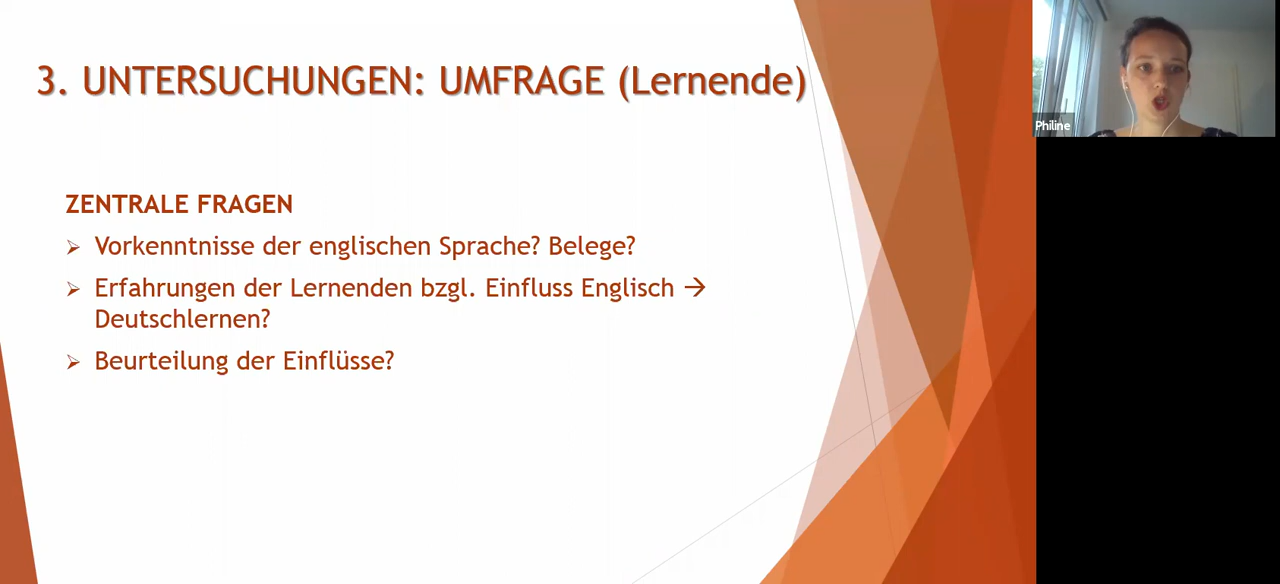 3. UNTERSUCHUNGEN: UMFRAGE (Lernende)
Philine
ZENTRALE FRAGEN
Vorkenntnisse der englischen Sprache? Belege?
Erfahrungen der Lernenden bzgl. Einfluss Englisch →
Deutschlernen?
Beurteilung der Einflüsse?